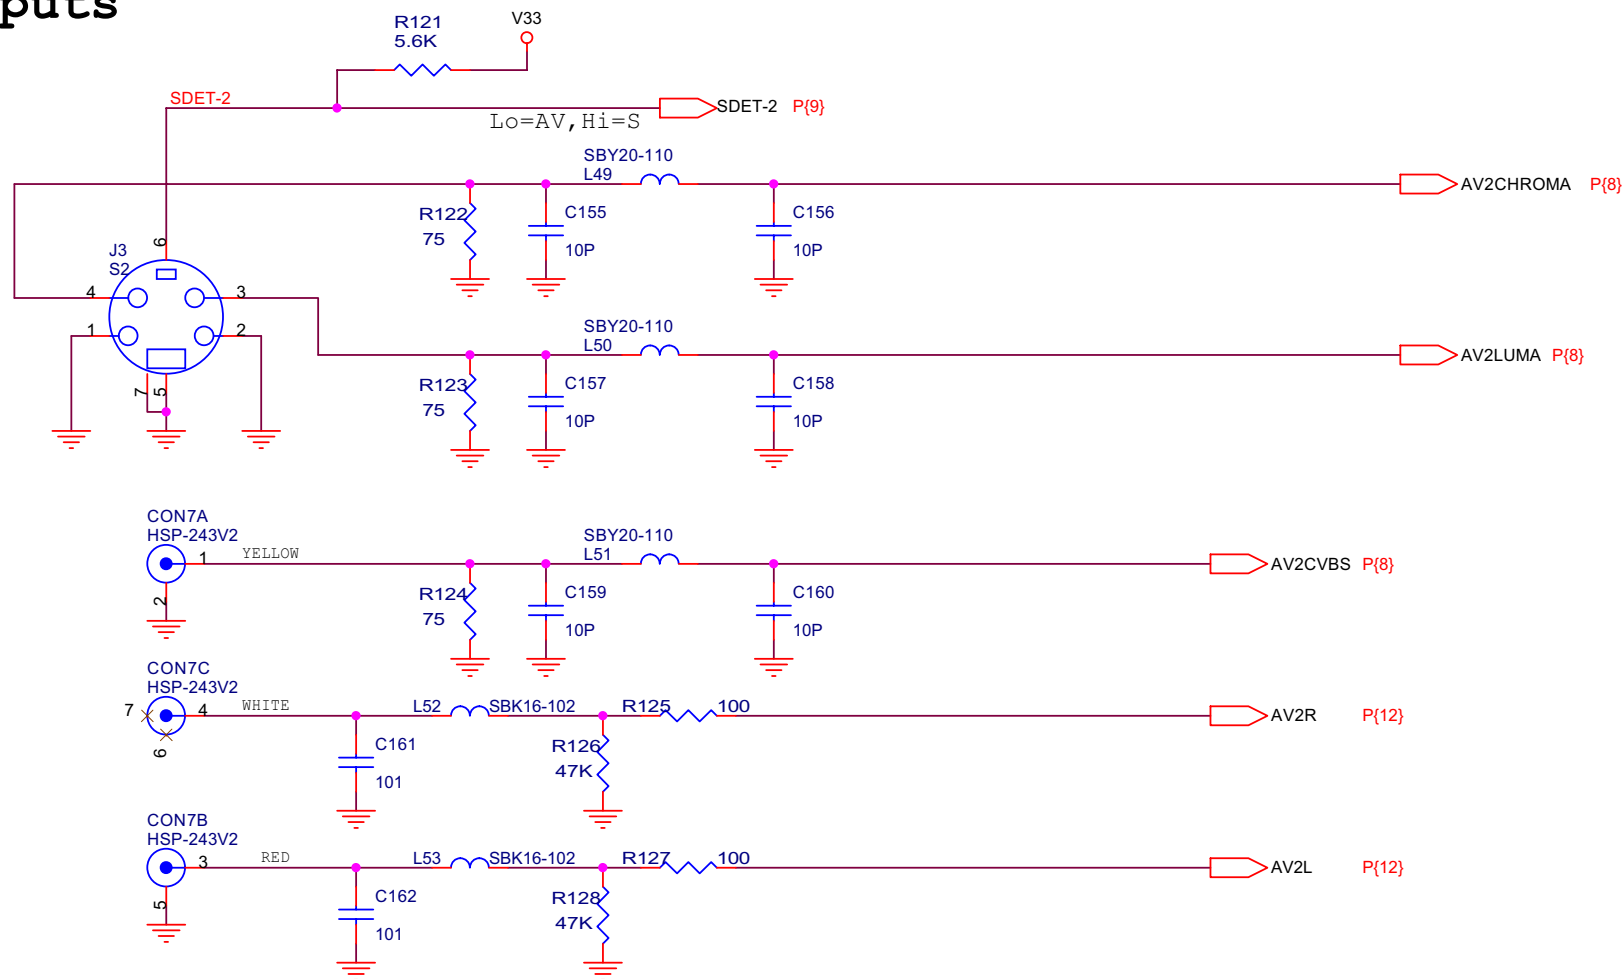 puts
R121
5.6K
V33
SDET-2
SDET-2 P{9}
Lo=AV,Hi=S
SBY20-110
L49
AV2CHROMA P{8}
R122
75
C155
10P
C156
10P
J3
S2
6
4
3
1
2
7
5
SBY20-110
L50
AV2LUMA P{8}
R123
75
C157
10P
C158
10P
CON7A
HSP-243V2
1
YELLOW
2
SBY20-110
L51
AV2CVBS P{8}
R124
75
C159
10P
C160
10P
CON7C
HSP-243V2
7
4
WHITE
6
L52
SBK16-102
R125
100
AV2R P{12}
C161
101
R126
47K
CON7B
HSP-243V2
3
RED
5
L53
SBK16-102
R127
100
AV2L P{12}
C162
101
R128
47K